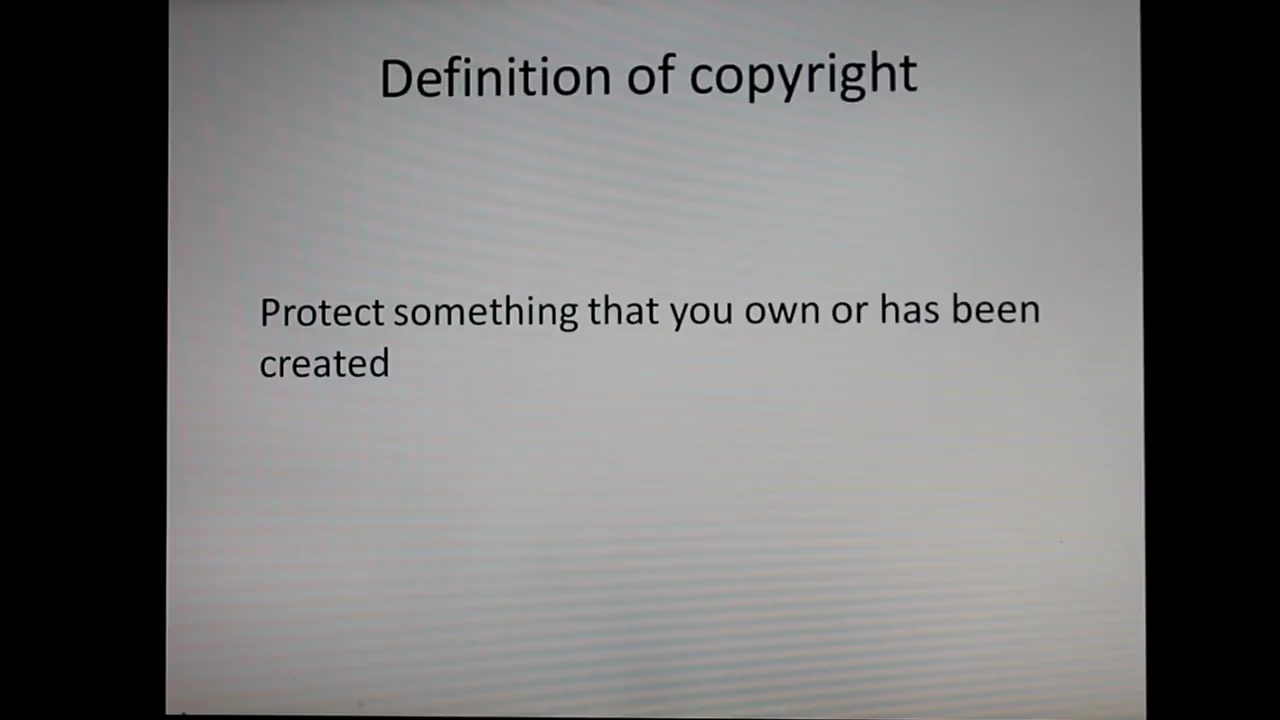 Definition of copyright
Protect something that you own or has been
created